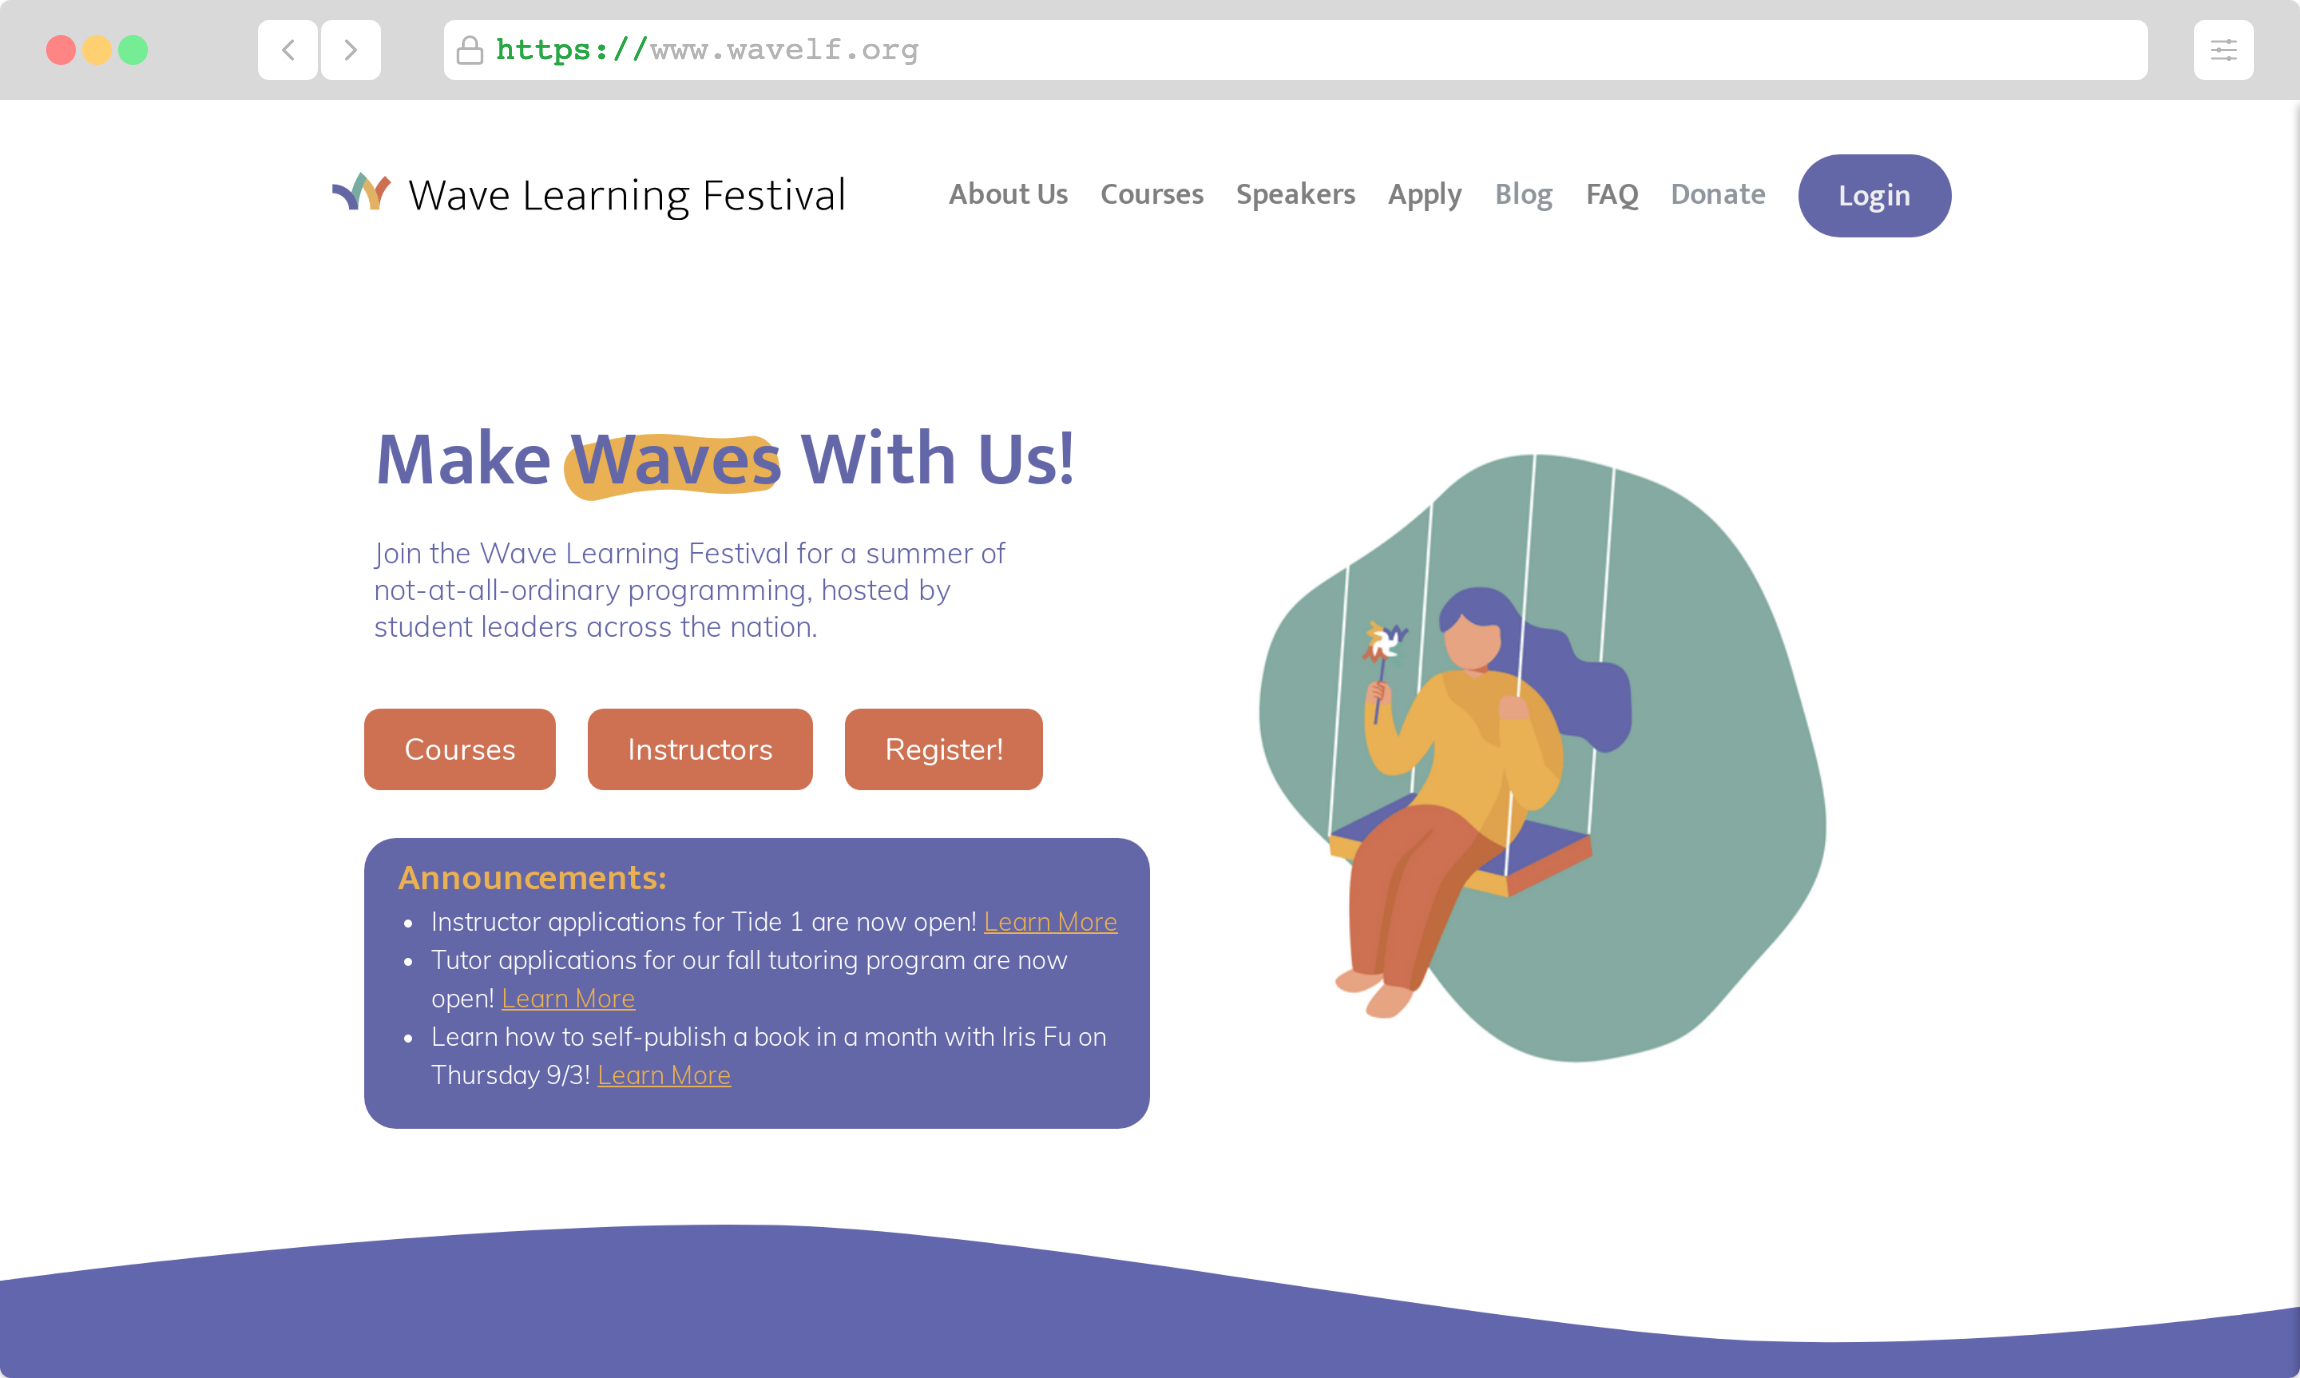 https://www.wavelf.org
Wave Learning Festival
About Us Courses Speakers Apply Blog FAQ Donate Login
Make Waves With Us!
Join the Wave Learning Festival for a summer of
not-at-all-ordinary programming, hosted by
student leaders across the nation.
Courses Instructors Register!
Announcements:
• Instructor applications for Tide 1 are now open! Learn More
• Tutor applications for our fall tutoring program are now
open! Learn More
• Learn how to self-publish a book in a month with Iris Fu on
Thursday 9/3! Learn More